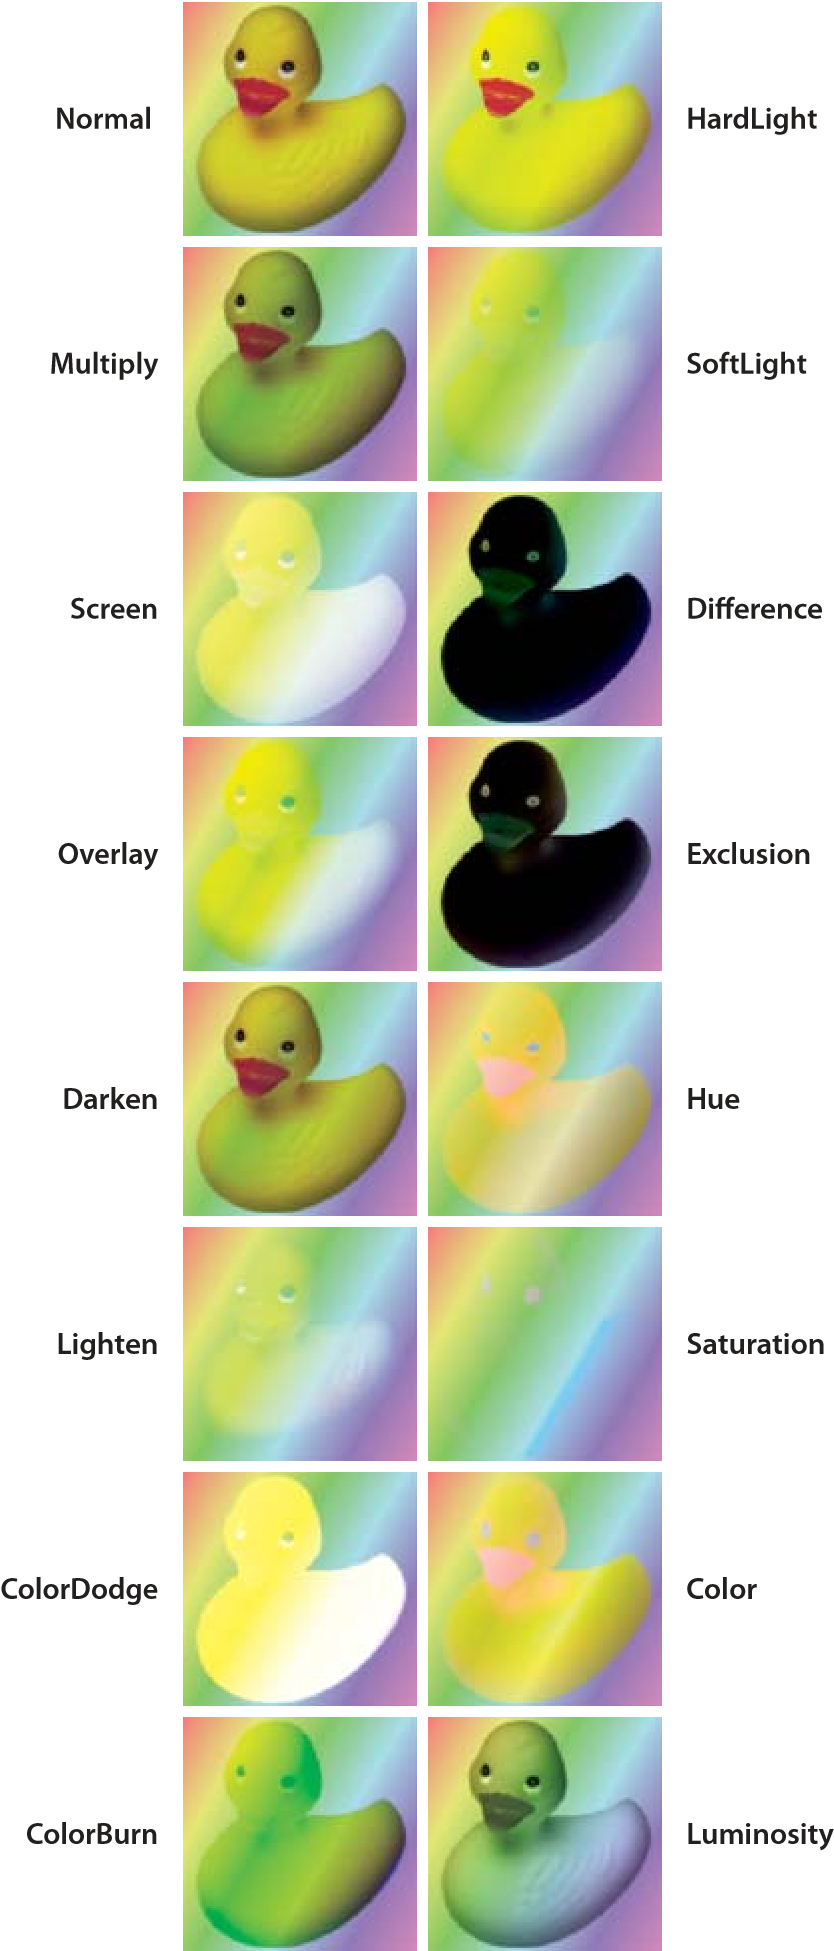 Normal
HardLight
Multiply
SoftLight
Screen
Difference
Overlay
Exclusion
Darken
Hue
Lighten
Saturation
ColorDodge
Color
ColorBurn
Luminosity